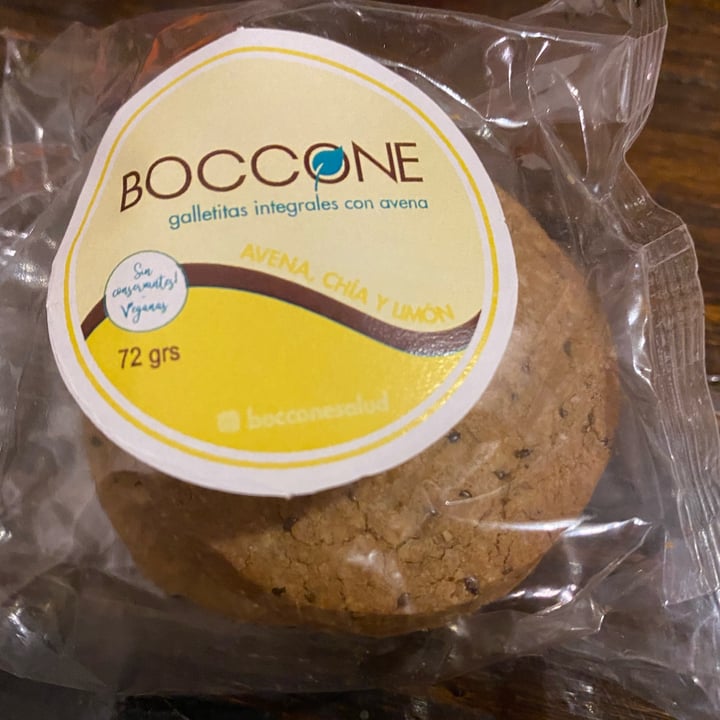 BOCCONE
galletitas integrales con avena
AVENA, CHÍA Y LIMÓN
Sin
conservantes!
Veganas
72 grs
bocconesalud